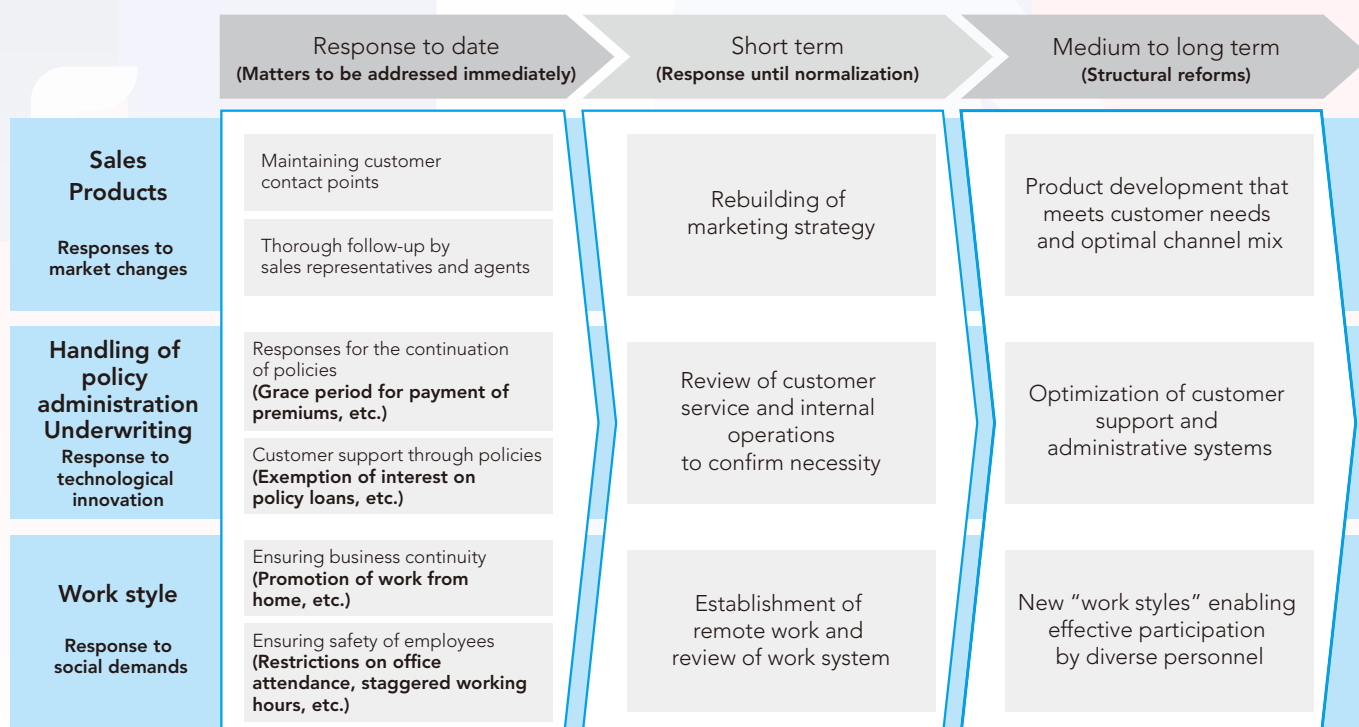 Response to date
(Matters to be addressed immediately)
Short term
(Response until normalization)
Medium to long term
(Structural reforms)
Sales
Products
Responses to
market changes
Maintaining customer
contact points
Thorough follow-up by
sales representatives and agents
Rebuilding of
marketing strategy
Product development that
meets customer needs
and optimal channel mix
Handling of
policy
administration
Underwriting
Response to
technological
innovation
Responses for the continuation
of policies
(Grace period for payment of
premiums, etc.)
Customer support through policies
(Exemption of interest on
policy loans, etc.)
Review of customer
service and internal
operations
to confirm necessity
Optimization of customer
support and
administrative systems
Work style
Response to
social demands
Ensuring business continuity
(Promotion of work from
home, etc.)
Ensuring safety of employees
(Restrictions on office
attendance, staggered working
hours, etc.)
Establishment of
remote work and
review of work system
New “work styles” enabling
effective participation
by diverse personnel